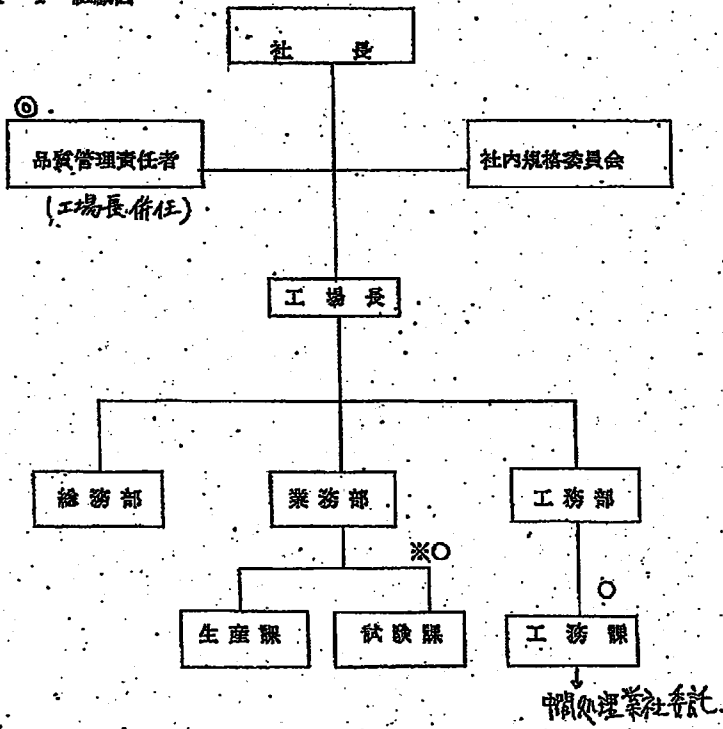 社長
◎
品質管理責任者
社内規格委員会
(工場長併任)
工場長
総務部
業務部
工務部
※○
○
生産課
試験課
工務課
中間処理業社委託